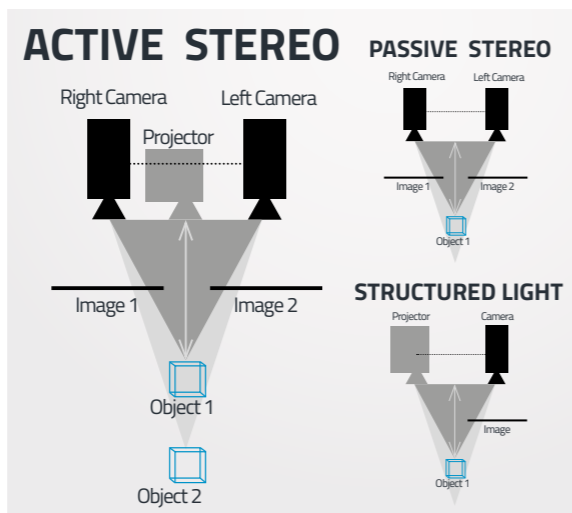 ACTIVE STEREO
Right Camera
Left Camera
Projector
Image 1
Image 2
Object 1
Object 2
PASSIVE STEREO
Right Camera
Left Camera
Image 1
Image 2
Object 1
STRUCTURED LIGHT
Projector
Camera
Image
Object 1